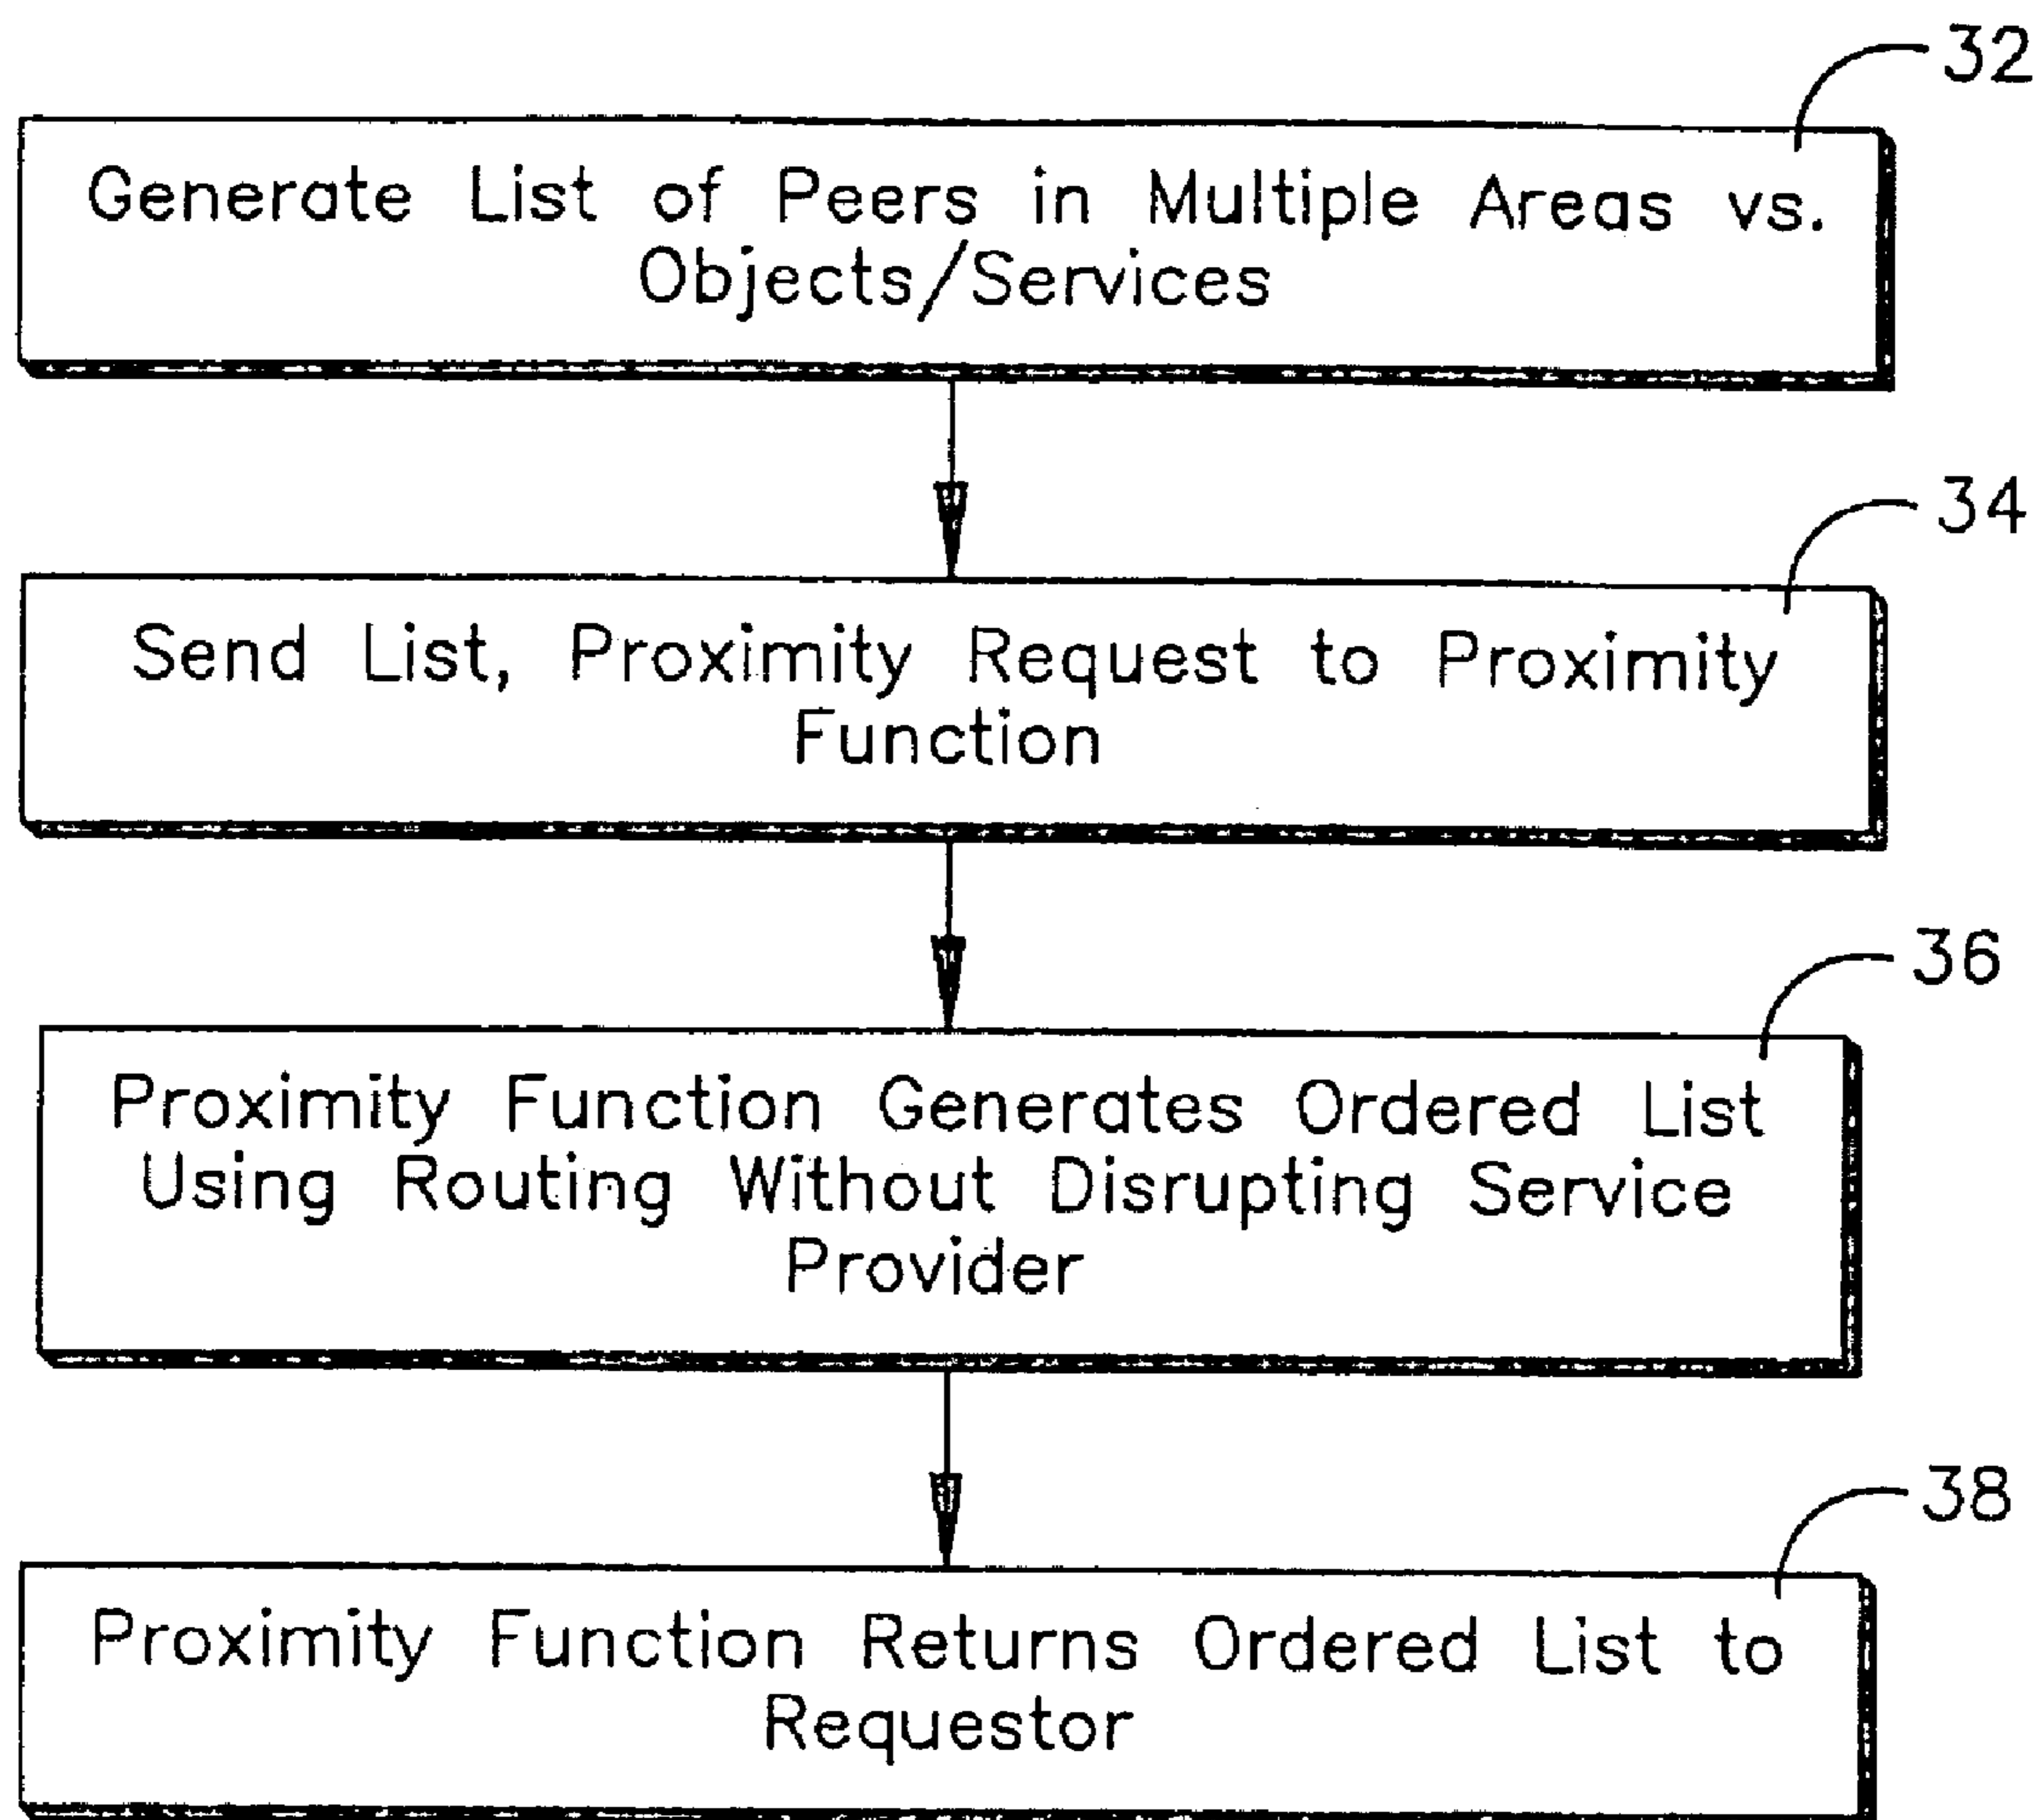 32
Generate List of Peers in Multiple Areas vs.
Objects/Services
34
Send List, Proximity Request to Proximity
Function
36
Proximity Function Generates Ordered List
Using Routing Without Disrupting Service
Provider
38
Proximity Function Returns Ordered List to
Requestor